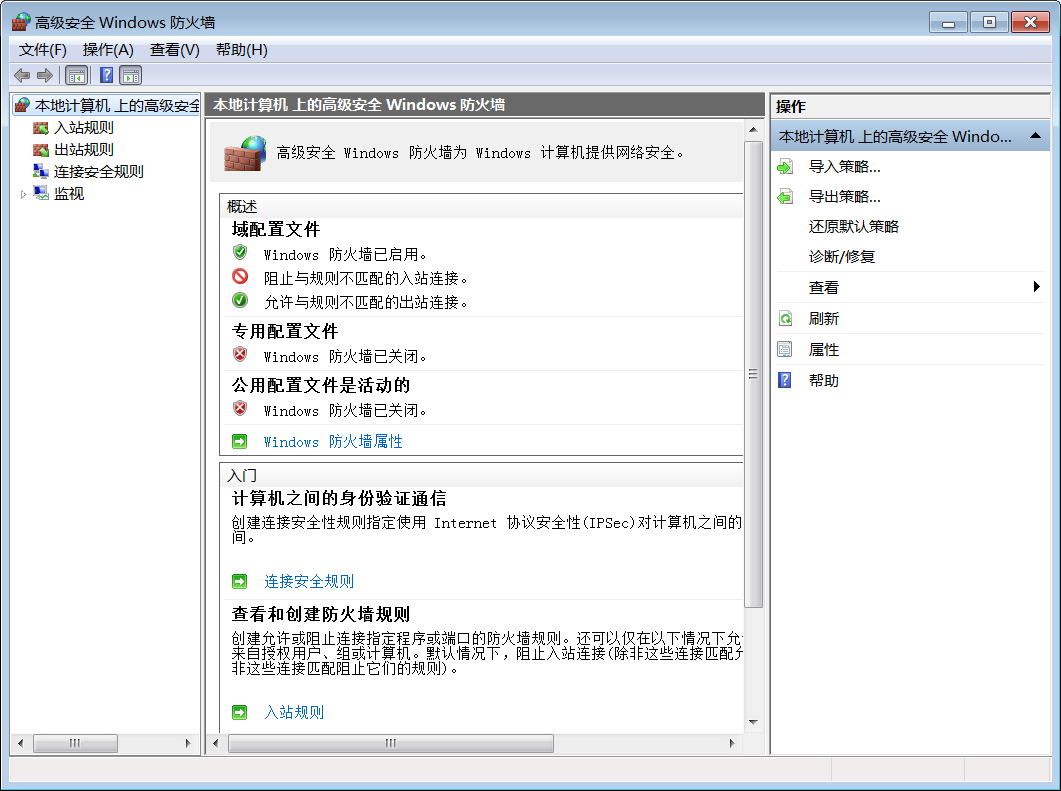 高级安全 Windows 防火墙
文件(F) 操作(A) 查看(V) 帮助(H)
本地计算机 上的高级安全
入站规则
出站规则
连接安全规则
监视
本地计算机 上的高级安全 Windows 防火墙
高级安全 Windows 防火墙为 Windows 计算机提供网络安全。
概述
域配置文件
Windows 防火墙已启用。
阻止与规则不匹配的入站连接。
允许与规则不匹配的出站连接。
专用配置文件
Windows 防火墙已关闭。
公用配置文件是活动的
Windows 防火墙已关闭。
Windows 防火墙属性
入门
计算机之间的身份验证通信
创建连接安全性规则指定使用 Internet 协议安全性(IPSec)对计算机之间的
间。
连接安全规则
查看和创建防火墙规则
创建允许或阻止连接指定程序或端口的防火墙规则。还可以仅在以下情况下允
来自授权用户、组或计算机。默认情况下，阻止入站连接(除非这些连接匹配允
非这些连接匹配阻止它们的规则)。
入站规则
操作
本地计算机 上的高级安全 Windo...
导入策略...
导出策略...
还原默认策略
诊断/修复
查看
刷新
属性
帮助